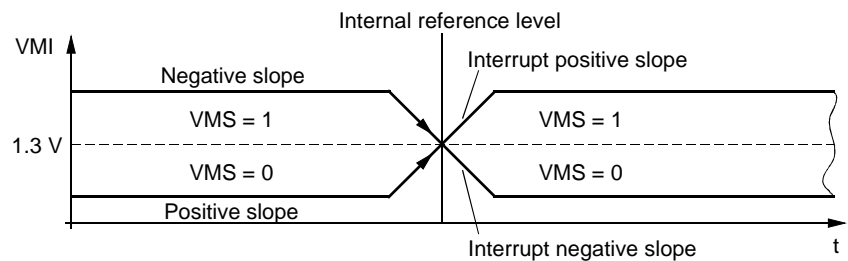 Internal reference level
VMI
Interrupt positive slope
Negative slope
VMS = 1
VMS = 1
1.3 V
VMS = 0
VMS = 0
Positive slope
Interrupt negative slope
t